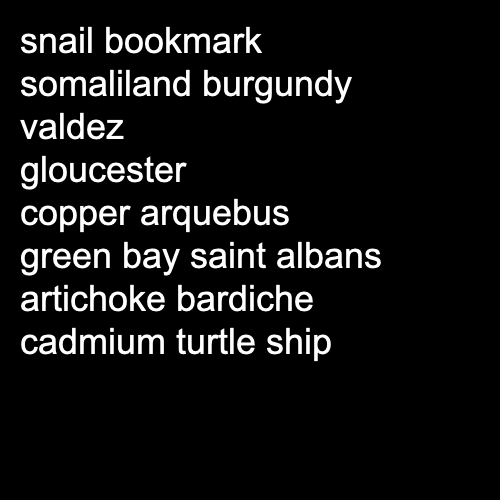 snail bookmark
somaliland burgundy
valdez
gloucester
copper arquebus
green bay saint albans
artichoke bardiche
cadmium turtle ship